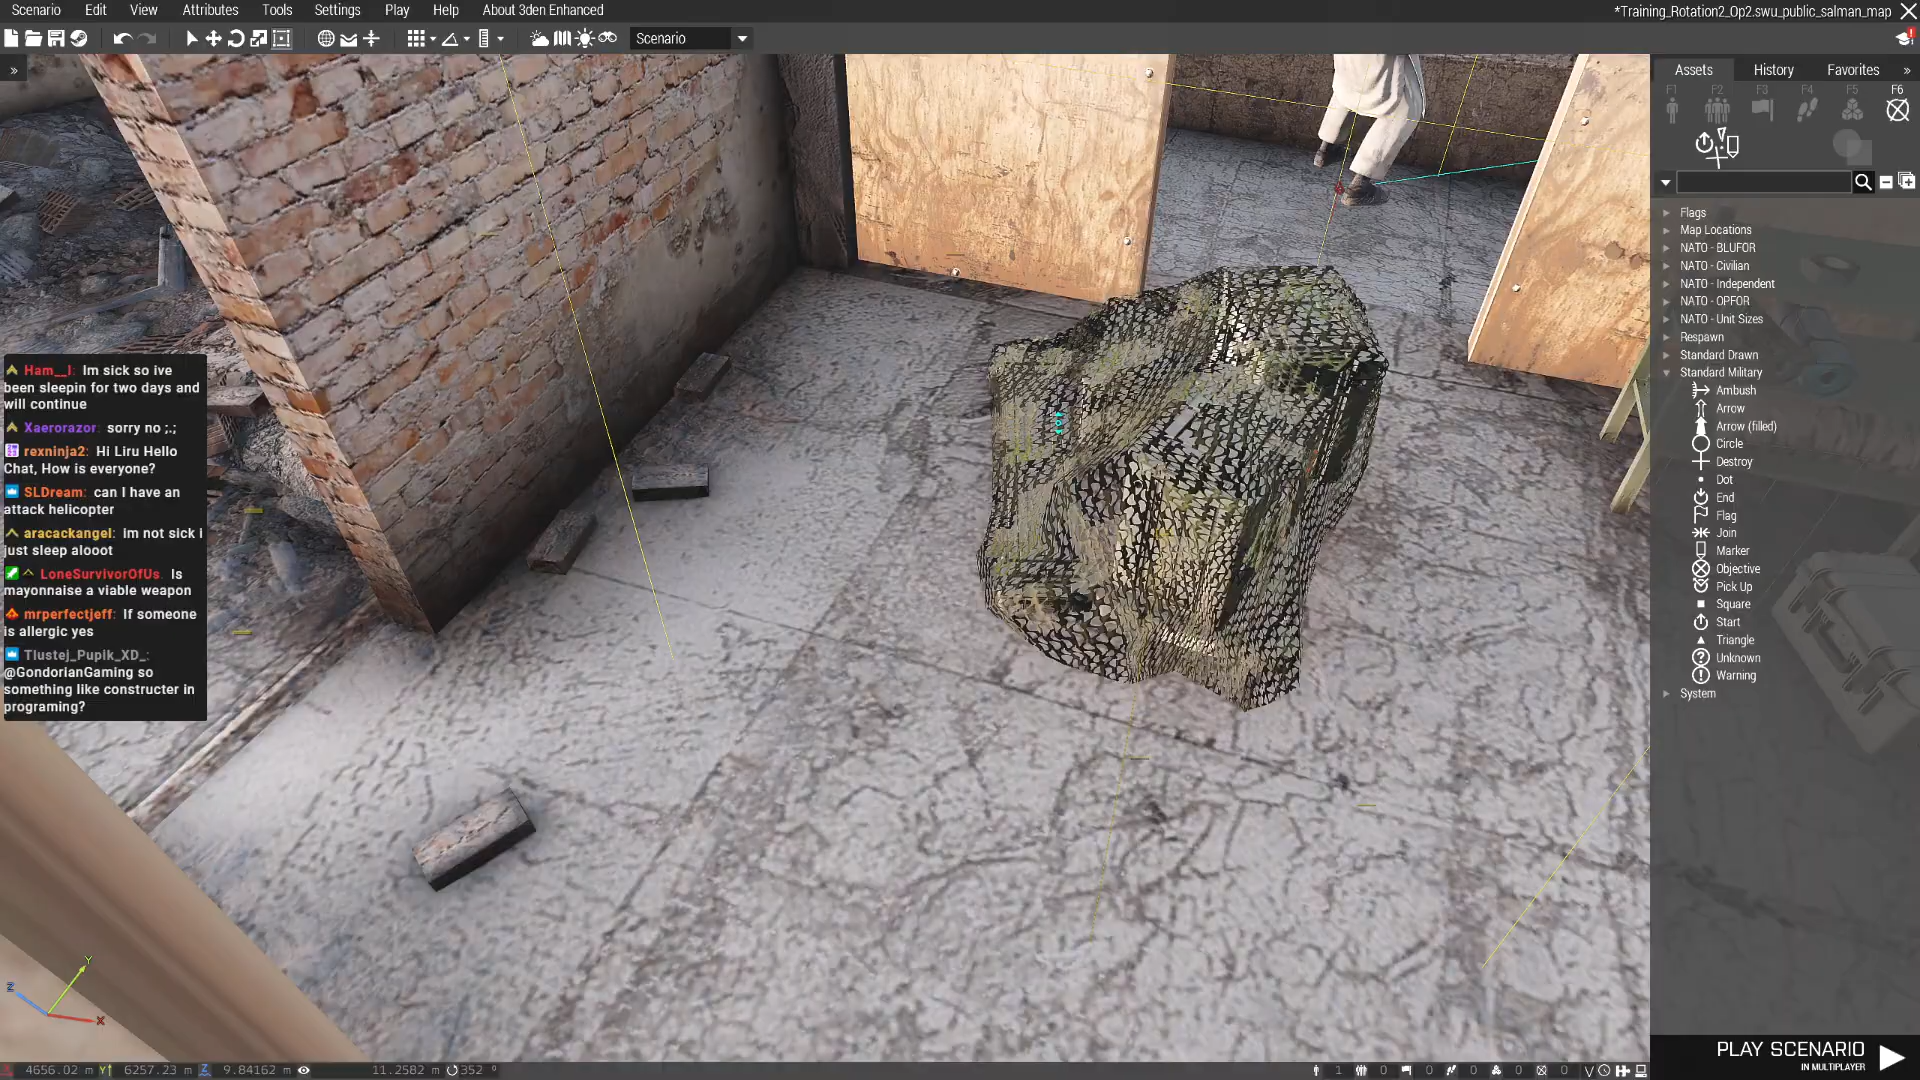 Scenario Edit View Attributes Tools Settings Play Help About 3den Enhanced
*Training_Rotation2_Op2.swu_public_salman_map
Scenario
Assets History Favorites
F1 F2 F3 F4 F5 F6
Flags
Map Locations
NATO - BLUFOR
NATO - Civilian
NATO - Independent
NATO - OPFOR
NATO - Unit Sizes
Respawn
Standard Drawn
Standard Military
Ambush
Arrow
Arrow (filled)
Circle
Destroy
Dot
End
Flag
Join
Marker
Objective
Pick Up
Square
Start
Triangle
Unknown
Warning
System
Ham__I: Im sick so ive
been sleepin for two days and
will continue
Xaerorazor: sorry no ;.;
rexninja2: Hi Liru Hello
Chat, How is everyone?
SLDream: can I have an
attack helicopter
aracackangel: im not sick i
just sleep alooot
LoneSurvivorOfUs: Is
mayonnaise a viable weapon
mrperfectjeff: If someone
is allergic yes
Tlustej_Pupik_XD_:
@GondorianGaming so
something like constructer in
programing?
Y
Z
X
PLAY SCENARIO
IN MULTIPLAYER
X 4656.02 m Y 6257.23 m Z 9.84162 m 11.2582 m 352 °
1 0 0 0 0 0